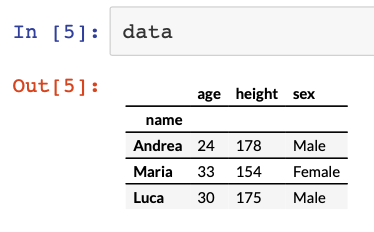 In [5]: data
Out[5]:
age height sex
name
Andrea 24 178 Male
Maria 33 154 Female
Luca 30 175 Male